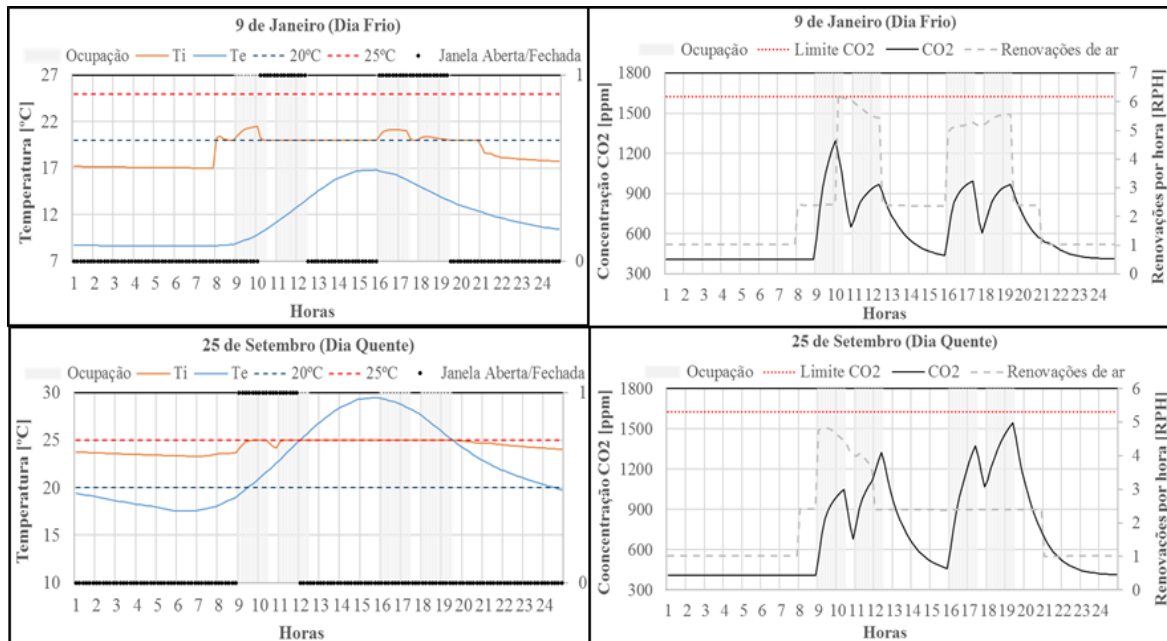 9 de Janeiro (Dia Frio)
Ocupação Ti Te 20ºC 25ºC Janela Aberta/Fechada
Temperatura [ºC]
27
22
17
12
7
1
0
1 2 3 4 5 6 7 8 9 10 11 12 13 14 15 16 17 18 19 20 21 22 23 24
Horas
9 de Janeiro (Dia Frio)
Ocupação Limite CO2 CO2 Renovações de ar
Concentração CO2 [ppm]
1800
1500
1200
900
600
300
7
6
5
4
3
2
1
0
Renovações por hora [RPH]
1 2 3 4 5 6 7 8 9 10 11 12 13 14 15 16 17 18 19 20 21 22 23 24
Horas
25 de Setembro (Dia Quente)
Ocupação Ti Te 20ºC 25ºC Janela Aberta/Fechada
Temperatura [ºC]
30
25
20
15
10
1
0
1 2 3 4 5 6 7 8 9 10 11 12 13 14 15 16 17 18 19 20 21 22 23 24
Horas
25 de Setembro (Dia Quente)
Ocupação Limite CO2 CO2 Renovações de ar
Cooncentração CO2 [ppm]
1800
1500
1200
900
600
300
6
5
4
3
2
1
0
Renovações por hora [RPH]
1 2 3 4 5 6 7 8 9 10 11 12 13 14 15 16 17 18 19 20 21 22 23 24
Horas